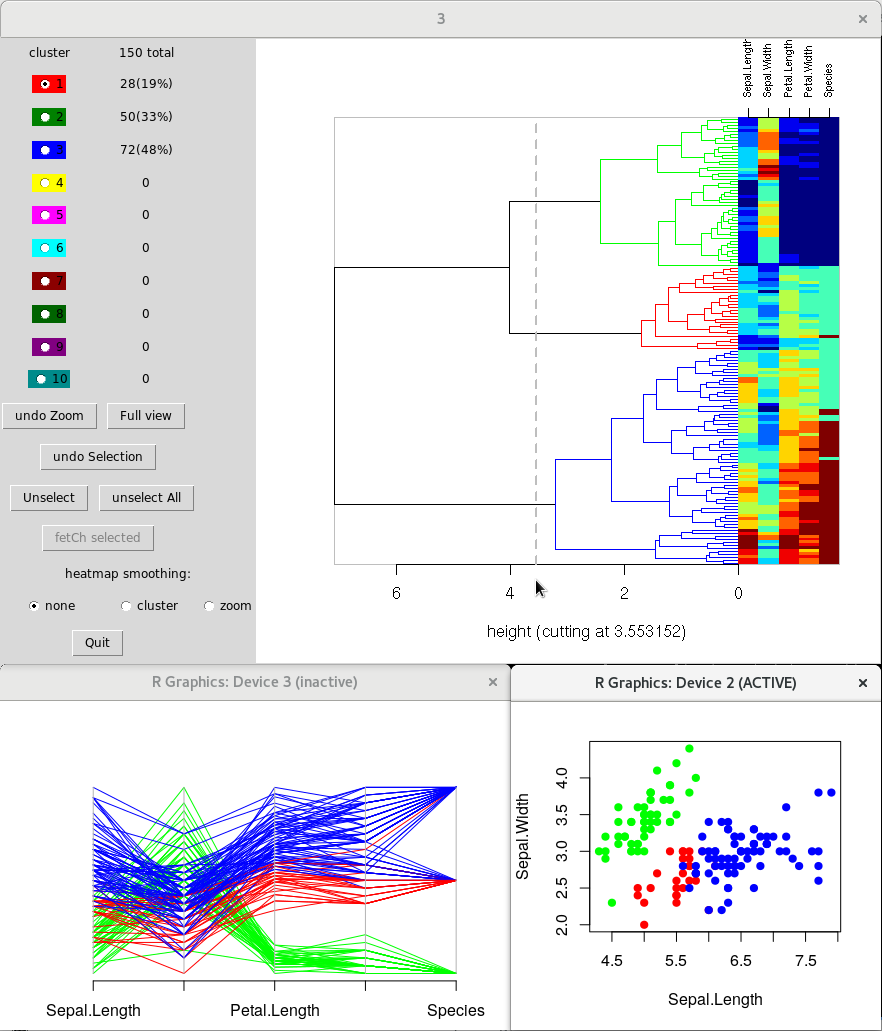 3
cluster 150 total
1 28(19%)
2 50(33%)
3 72(48%)
4 0
5 0
6 0
7 0
8 0
9 0
10 0
undo Zoom Full view
undo Selection
Unselect unselect All
fetCh selected
heatmap smoothing:
none cluster zoom
Quit
Sepal.Length Sepal.Width Petal.Length Petal.Width Species
6 4 2 0
height (cutting at 3.553152)
R Graphics: Device 3 (inactive)
Sepal.Length Petal.Length Species
R Graphics: Device 2 (ACTIVE)
Sepal.Width
4.0
3.5
3.0
2.5
2.0
4.5 5.5 6.5 7.5
Sepal.Length